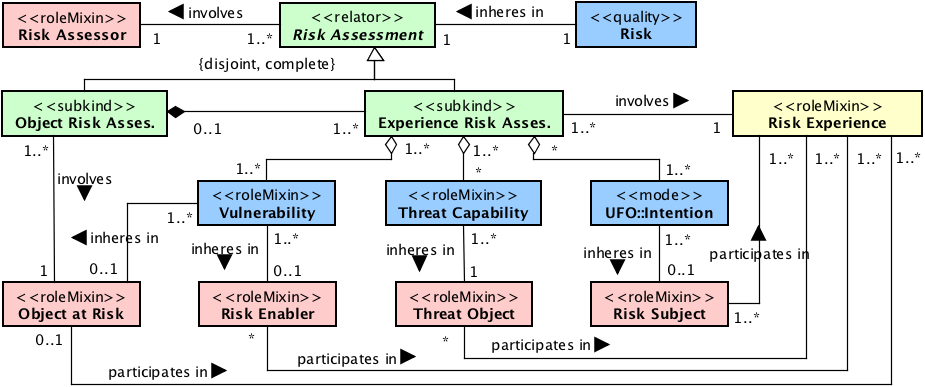 <<roleMixin>>
Risk Assessor
involves
1
1..*
<<relator>>
Risk Assessment
inheres in
1
1
<<quality>>
Risk
{disjoint, complete}
<<subkind>>
Object Risk Asses.
0..1
1..*
<<subkind>>
Experience Risk Asses.
involves
1..*
1
<<roleMixin>>
Risk Experience
1..*
involves
1
1..*
1..*
1..*
*
*
1..*
1..*
1..*
1..*
1..*
<<roleMixin>>
Vulnerability
<<roleMixin>>
Threat Capability
<<mode>>
UFO::Intention
1..*
inheres in
0..1
1..*
inheres in
0..1
1..*
inheres in
1
1..*
inheres in
0..1
participates in
1..*
<<roleMixin>>
Object at Risk
<<roleMixin>>
Risk Enabler
<<roleMixin>>
Threat Object
<<roleMixin>>
Risk Subject
0..1
*
*
participates in
participates in
participates in